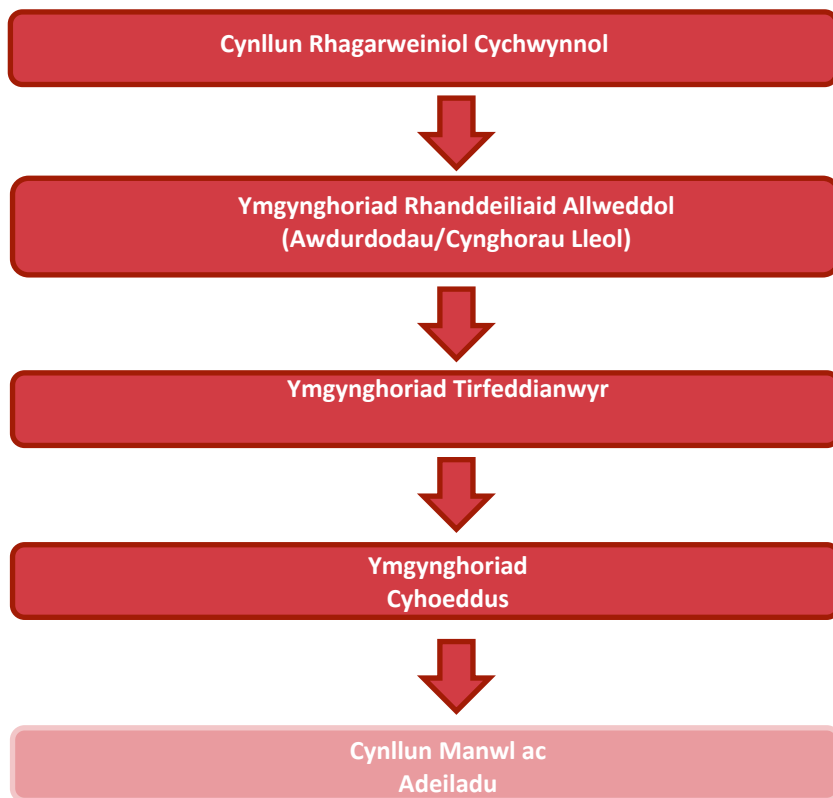 Cynllun Rhagarweiniol Cychwynnol
Ymgynghoriad Rhanddeiliaid Allweddol
(Awdurdodau/Cynghorau Lleol)
Ymgynghoriad Tirfeddianwyr
Ymgynghoriad
Cyhoeddus
Cynllun Manwl ac
Adeiladu